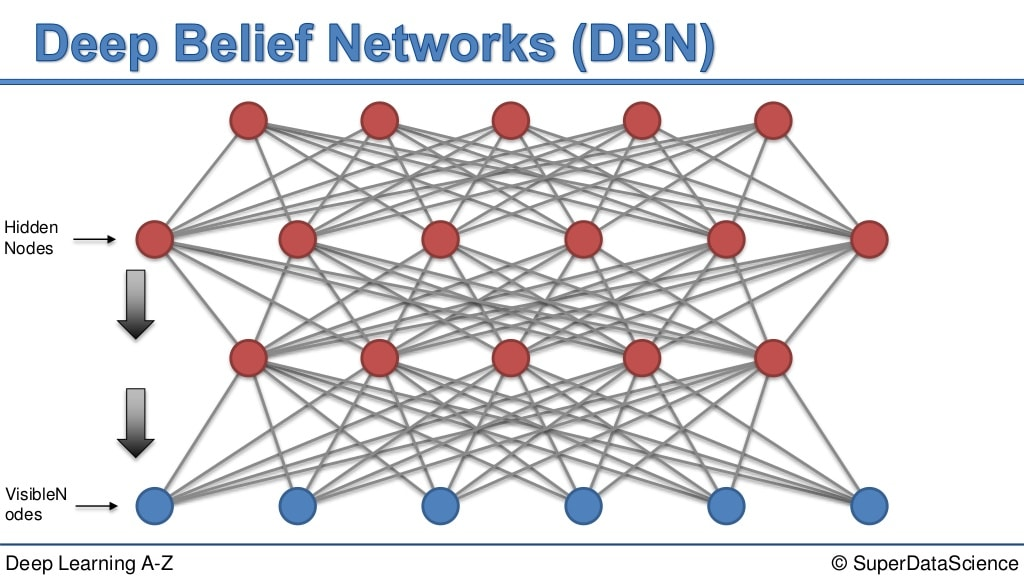 Deep Belief Networks (DBN)
Hidden
Nodes
VisibleN
odes
Deep Learning A-Z
© SuperDataScience